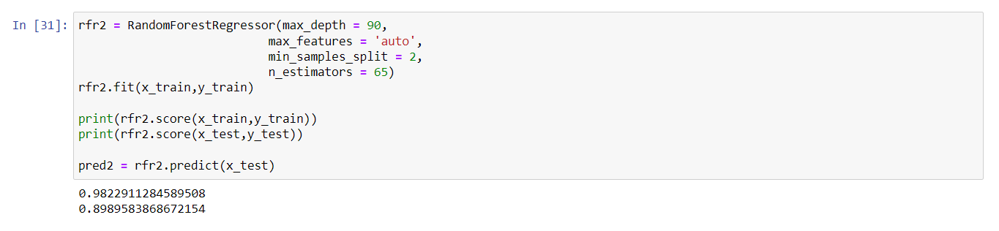 In [31]: rfr2 = RandomForestRegressor(max_depth = 90,
max_features = 'auto',
min_samples_split = 2,
n_estimators = 65)
rfr2.fit(x_train,y_train)
print(rfr2.score(x_train,y_train))
print(rfr2.score(x_test,y_test))
pred2 = rfr2.predict(x_test)
0.9822911284589508
0.8989583868672154